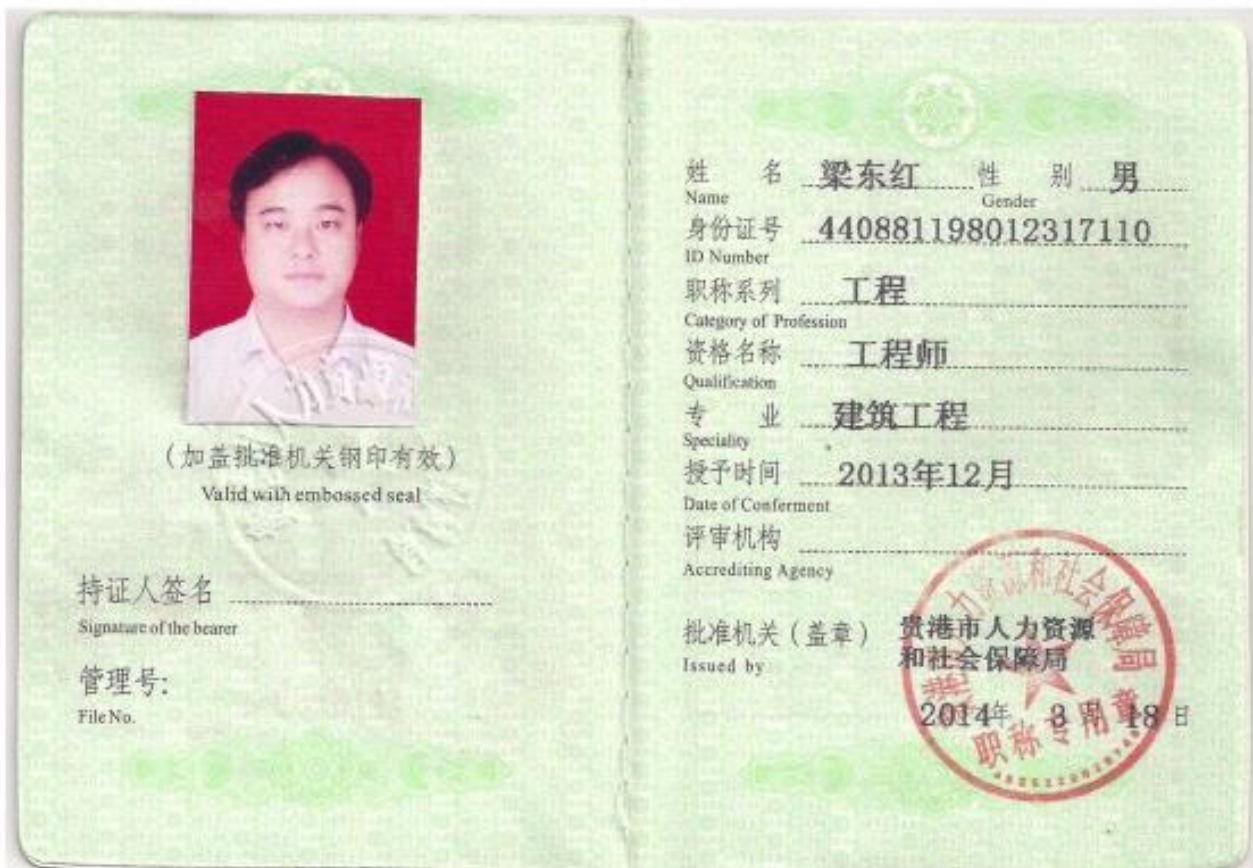 (加盖批准机关钢印有效)
Valid with embossed seal
持证人签名
Signature of the bearer
管理号:
File No.
姓 名 梁东红 性 别 男
Name Gender
身份证号 440881198012317110
ID Number
职称系列 工程
Category of Profession
资格名称 工程师
Qualification
专 业 建筑工程
Speciality
授予时间 2013年12月
Date of Conferment
评审机构
Accrediting Agency
批准机关(盖章) 贵港市人力资源
和社会保障局
Issued by
2014年 3月 18日
职称专用章